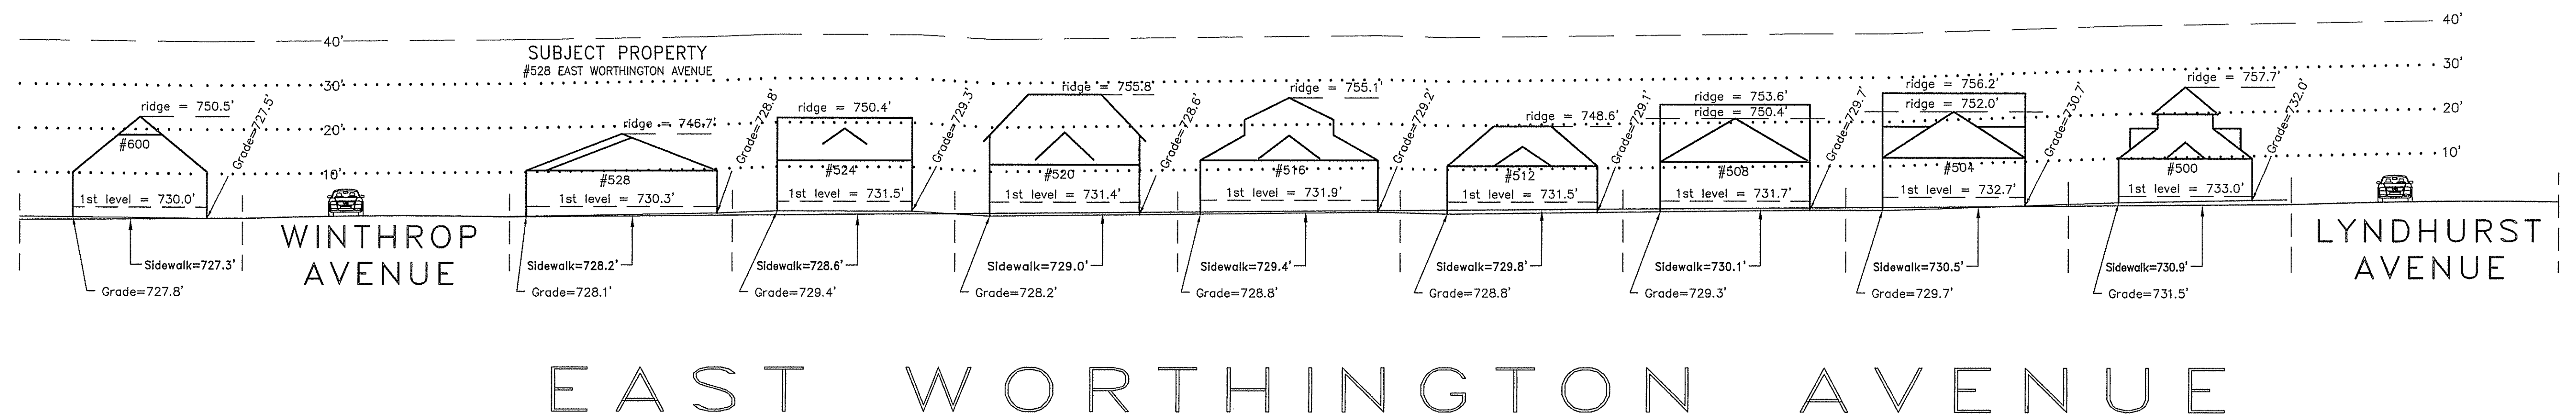 40'
40'
SUBJECT PROPERTY
#528 EAST WORTHINGTON AVENUE
30'
30'
20'
20'
10'
10'
ridge = 750.5'
#600
1st level = 730.0'
Grade=727.5'
Sidewalk=727.3'
Grade=727.8'
WINTHROP
AVENUE
ridge = 746.7'
#528
1st level = 730.3'
Grade=728.8'
Sidewalk=728.2'
Grade=728.1'
ridge = 750.4'
#524
1st level = 731.5'
Grade=729.3'
Sidewalk=728.6'
Grade=729.4'
ridge = 755.8'
#520
1st level = 731.4'
Grade=728.6'
Sidewalk=729.0'
Grade=728.2'
ridge = 755.1'
#516
1st level = 731.9'
Grade=729.2'
Sidewalk=729.4'
Grade=728.8'
ridge = 748.6'
#512
1st level = 731.5'
Grade=729.1'
Sidewalk=729.8'
Grade=728.8'
ridge = 753.6'
ridge = 750.4'
#508
1st level = 731.7'
Grade=729.7'
Sidewalk=730.1'
Grade=729.3'
ridge = 756.2'
ridge = 752.0'
#504
1st level = 732.7'
Grade=730.7'
Sidewalk=730.5'
Grade=729.7'
ridge = 757.7'
#500
1st level = 733.0'
Grade=732.0'
Sidewalk=730.9'
Grade=731.5'
LYNDHURST
AVENUE
EAST WORTHINGTON AVENUE